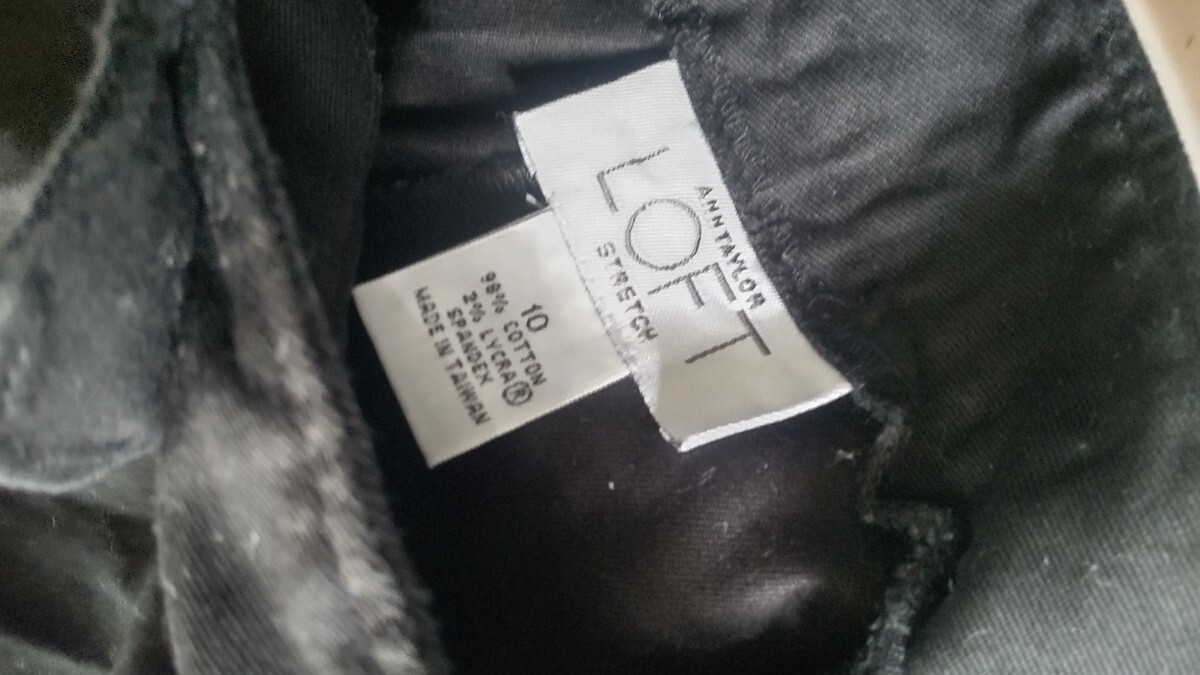 ANN TAYLOR
LOFT
STRETCH
10
98% COTTON
2% LYCRA®
SPANDEX
MADE IN TAIWAN